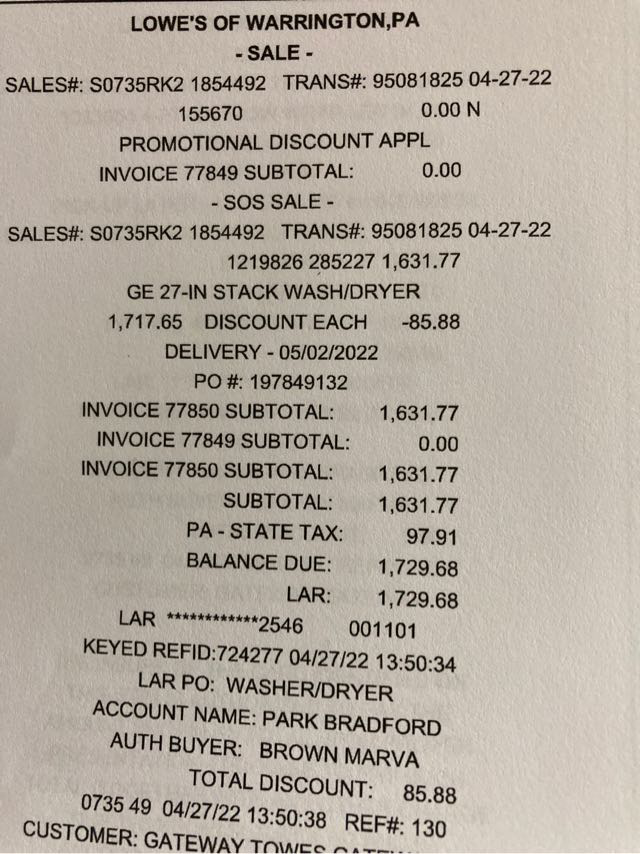 LOWE'S OF WARRINGTON,PA
- SALE -
SALES#: S0735RK2 1854492 TRANS#: 95081825 04-27-22
155670 0.00 N
PROMOTIONAL DISCOUNT APPL
INVOICE 77849 SUBTOTAL: 0.00
- SOS SALE -
SALES#: S0735RK2 1854492 TRANS#: 95081825 04-27-22
1219826 285227 1,631.77
GE 27-IN STACK WASH/DRYER
1,717.65 DISCOUNT EACH -85.88
DELIVERY - 05/02/2022
PO #: 197849132
INVOICE 77850 SUBTOTAL: 1,631.77
INVOICE 77849 SUBTOTAL: 0.00
INVOICE 77850 SUBTOTAL: 1,631.77
SUBTOTAL: 1,631.77
PA - STATE TAX: 97.91
BALANCE DUE: 1,729.68
LAR: 1,729.68
LAR ************2546 001101
KEYED REFID:724277 04/27/22 13:50:34
LAR PO: WASHER/DRYER
ACCOUNT NAME: PARK BRADFORD
AUTH BUYER: BROWN MARVA
TOTAL DISCOUNT: 85.88
0735 49 04/27/22 13:50:38 REF#: 130
CUSTOMER: GATEWAY TOWES